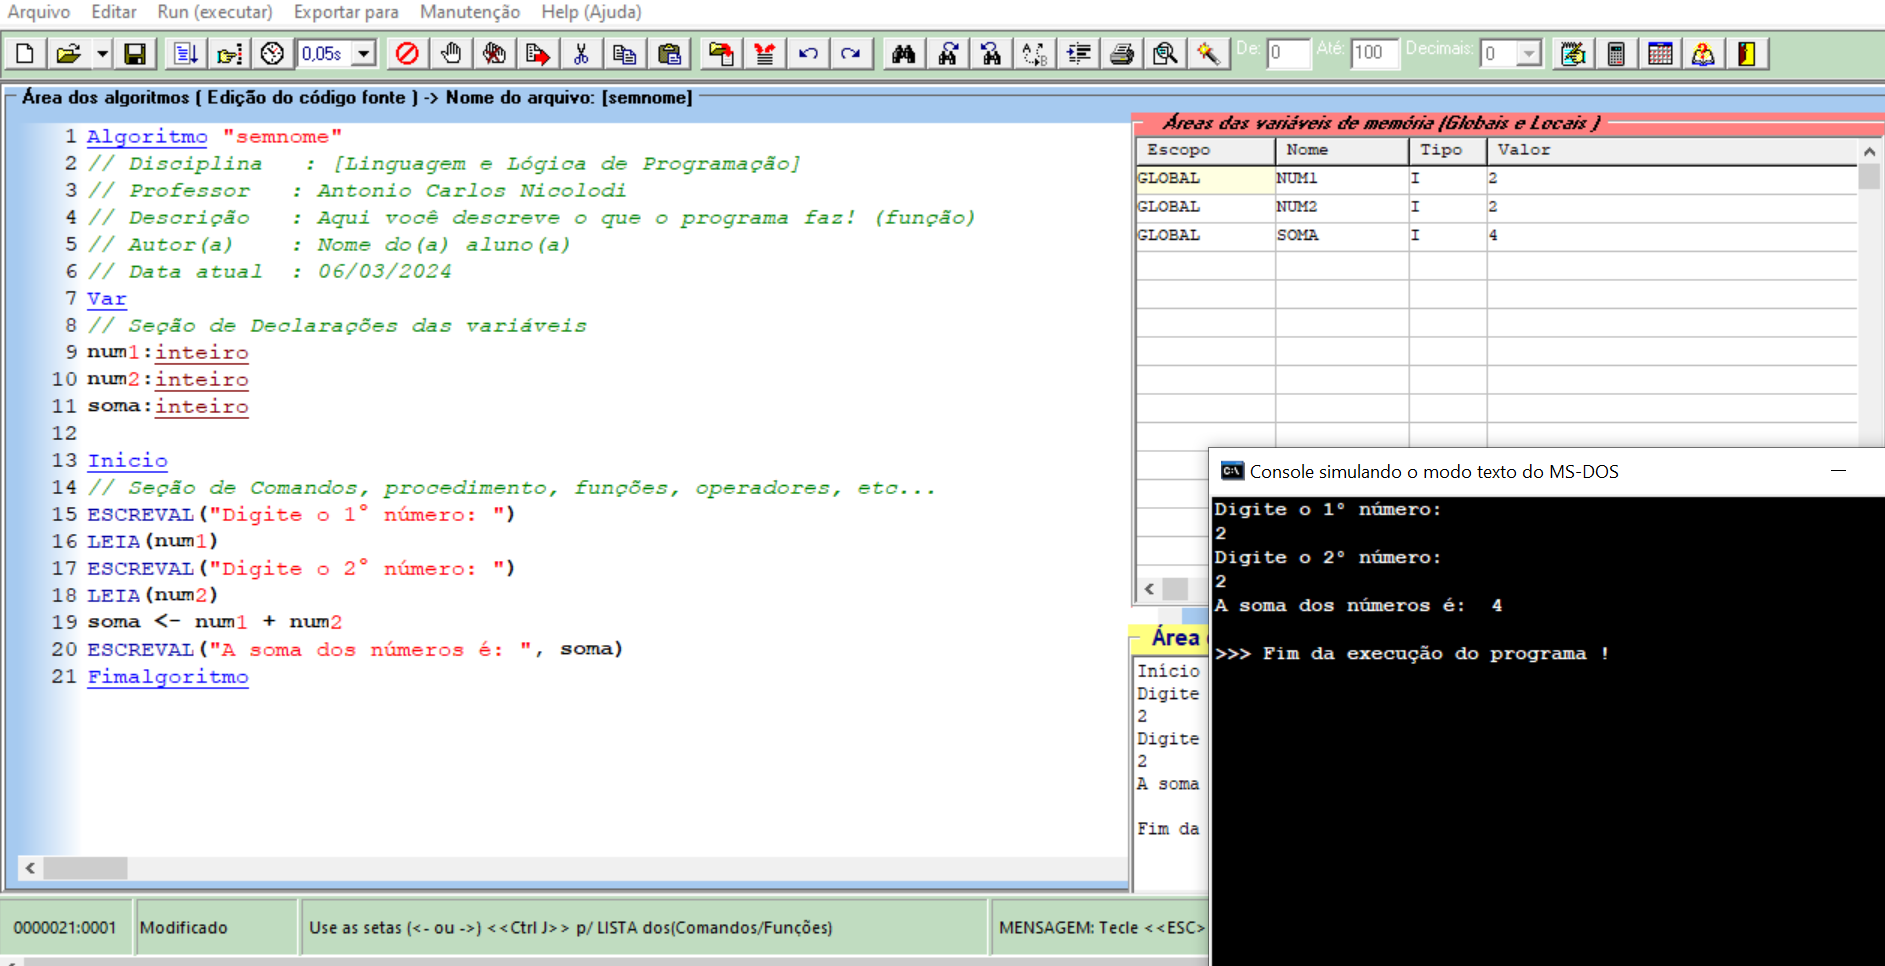 Arquivo Editar Run (executar) Exportar para Manutenção Help (Ajuda)
0,05s De: 0 Até: 100 Decimais: 0
Área dos algoritmos ( Edição do código fonte ) -> Nome do arquivo: [semnome]
1 Algoritmo "semnome"
2 // Disciplina : [Linguagem e Lógica de Programação]
3 // Professor : Antonio Carlos Nicolodi
4 // Descrição : Aqui você descreve o que o programa faz! (função)
5 // Autor(a) : Nome do(a) aluno(a)
6 // Data atual : 06/03/2024
7 Var
8 // Seção de Declarações das variáveis
9 num1:inteiro
10 num2:inteiro
11 soma:inteiro
12
13 Inicio
14 // Seção de Comandos, procedimento, funções, operadores, etc...
15 ESCREVAL("Digite o 1° número: ")
16 LEIA(num1)
17 ESCREVAL("Digite o 2° número: ")
18 LEIA(num2)
19 soma <- num1 + num2
20 ESCREVAL("A soma dos números é: ", soma)
21 Fimalgoritmo
Áreas das variáveis de memória (Globais e Locais )
Escopo Nome Tipo Valor
GLOBAL NUM1 I 2
GLOBAL NUM2 I 2
GLOBAL SOMA I 4
Console simulando o modo texto do MS-DOS
Digite o 1° número:
2
Digite o 2° número:
2
A soma dos números é: 4
>>> Fim da execução do programa !
Área
Início
Digite
2
Digite
2
A soma
Fim da
0000021:0001 Modificado Use as setas (<- ou ->) <<Ctrl J>> p/ LISTA dos(Comandos/Funções) MENSAGEM: Tecle <<ESC>